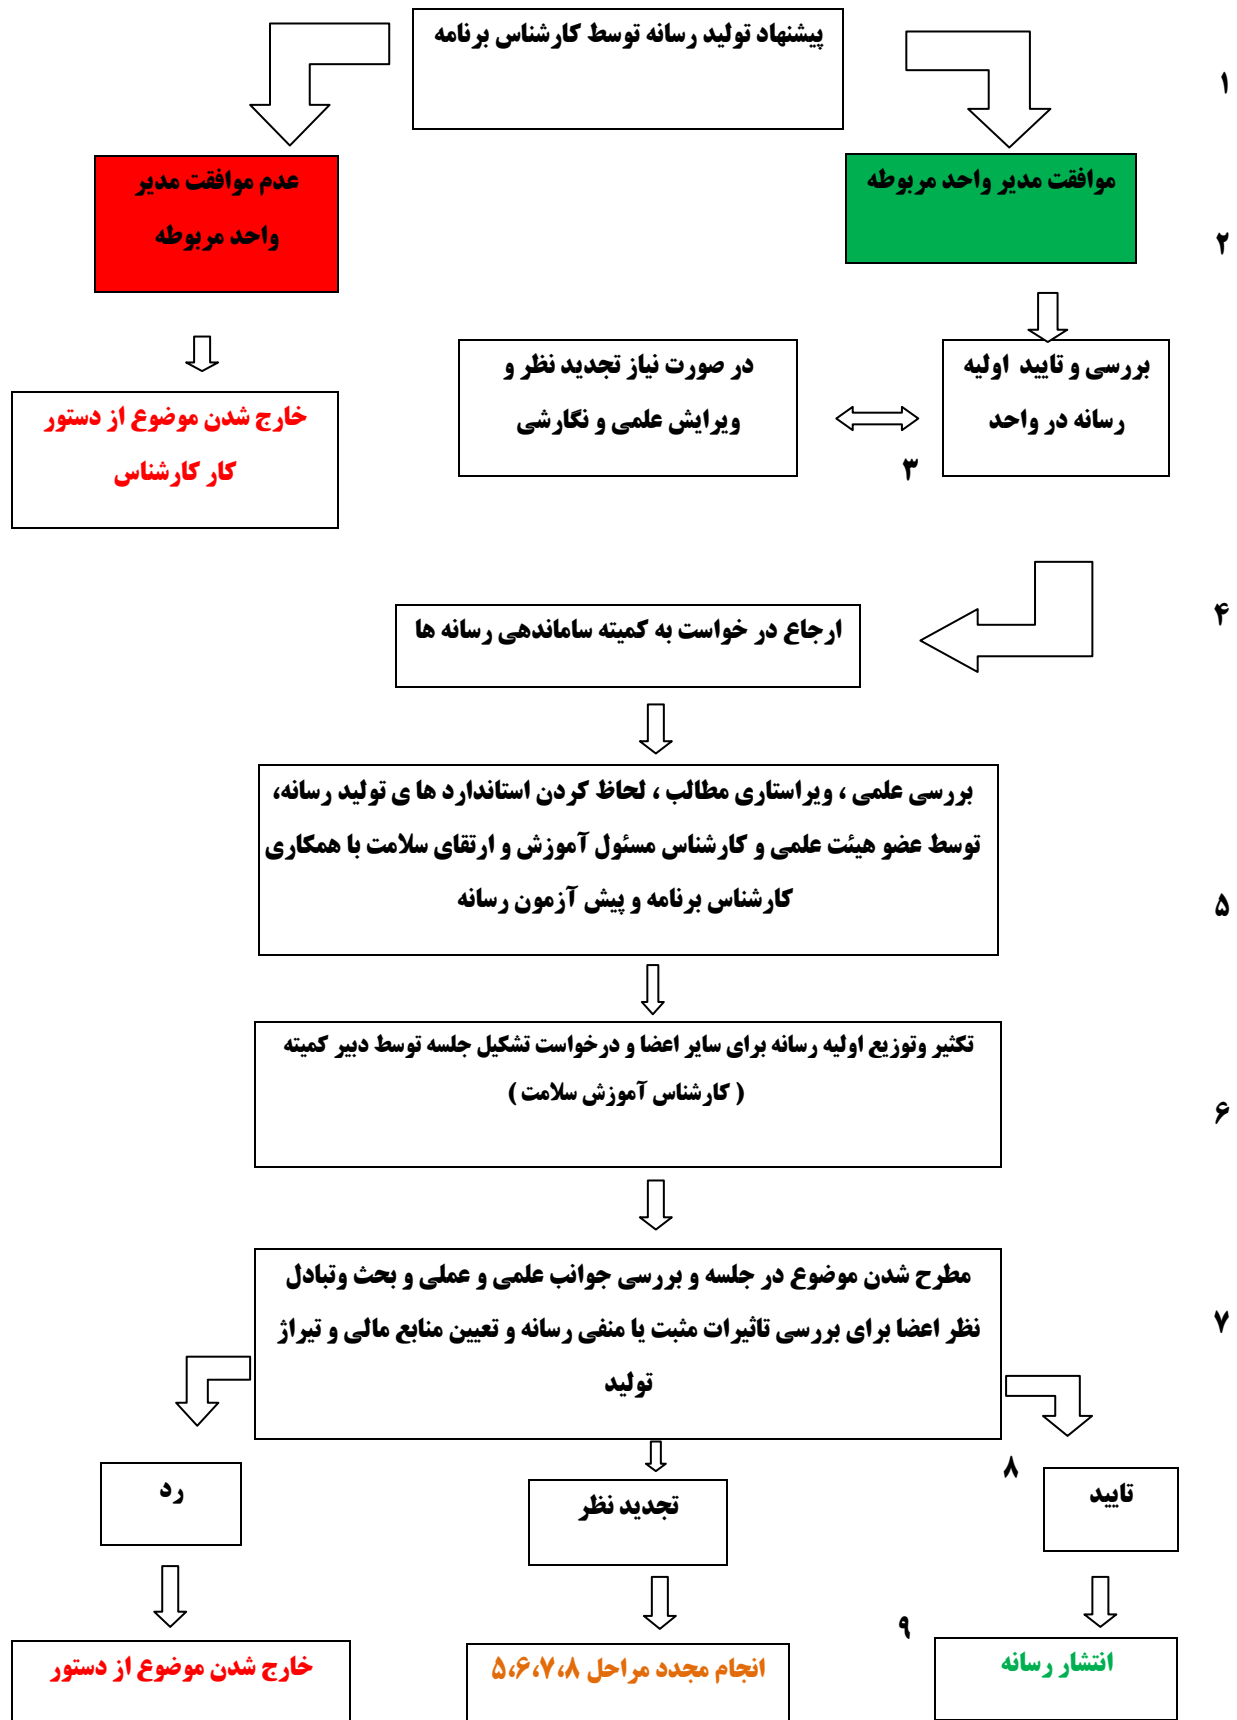 پیشنهاد تولید رسانه توسط کارشناس برنامه
۱
موافقت مدیر واحد مربوطه
عدم موافقت مدیر
واحد مربوطه
۲
بررسی و تایید اولیه
رسانه در واحد
۳
در صورت نیاز تجدید نظر و
ویرایش علمی و نگارشی
خارج شدن موضوع از دستور
کار کارشناس
۴
ارجاع در خواست به کمیته ساماندهی رسانه ها
بررسی علمی ، ویراستاری مطالب ، لحاظ کردن استاندارد ها ی تولید رسانه،
توسط عضو هیئت علمی و کارشناس مسئول آموزش و ارتقای سلامت با همکاری
کارشناس برنامه و پیش آزمون رسانه
۵
تکثیر وتوزیع اولیه رسانه برای سایر اعضا و درخواست تشکیل جلسه توسط دبیر کمیته
( کارشناس آموزش سلامت )
۶
مطرح شدن موضوع در جلسه و بررسی جوانب علمی و عملی و بحث وتبادل
نظر اعضا برای بررسی تاثیرات مثبت یا منفی رسانه و تعیین منابع مالی و تیراژ
تولید
۷
۸
تایید
تجدید نظر
رد
۹
انتشار رسانه
انجام مجدد مراحل ۵،۶،۷،۸
خارج شدن موضوع از دستور